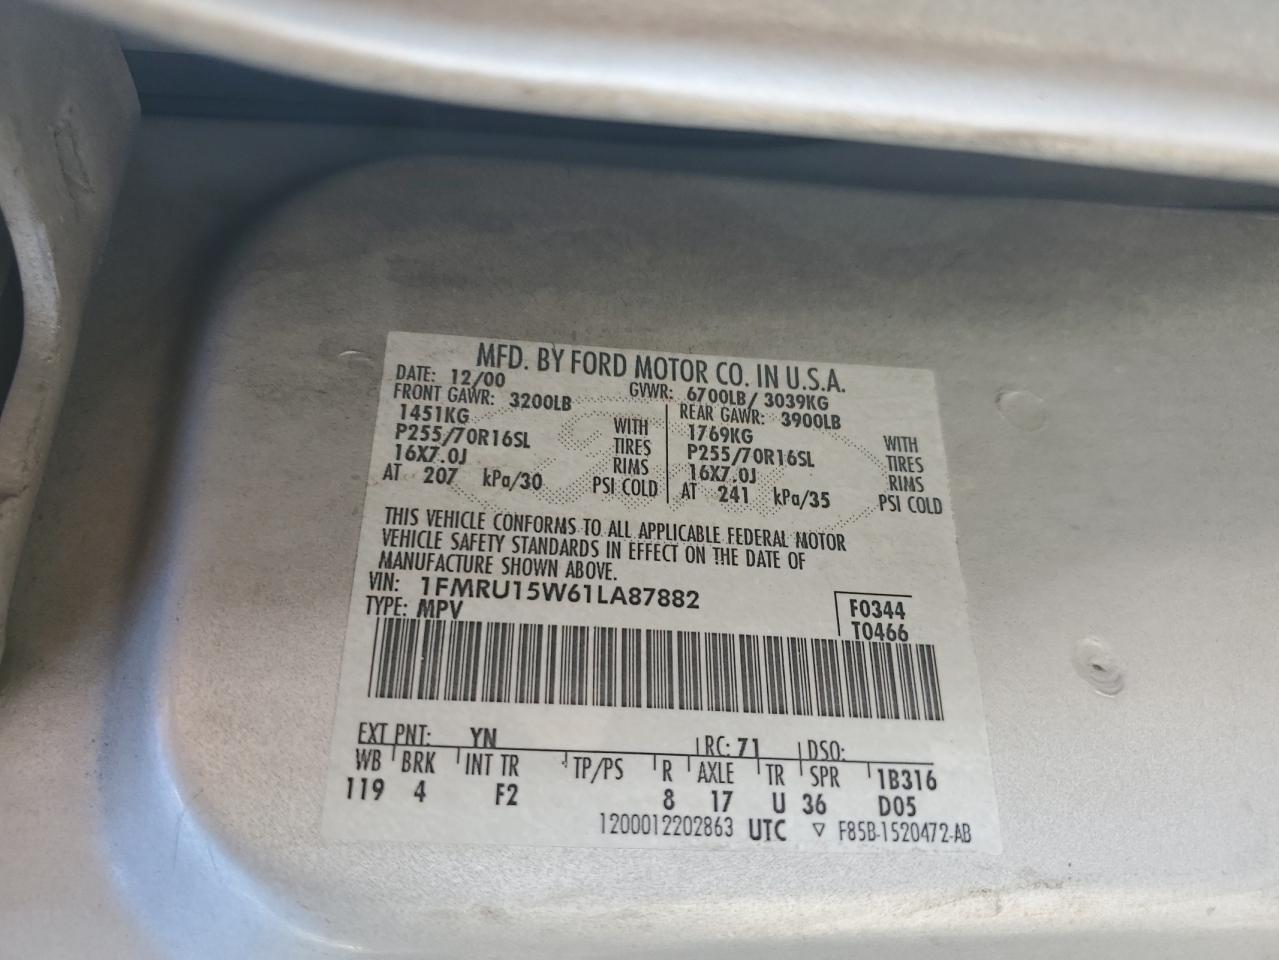 MFD. BY FORD MOTOR CO. IN U.S.A.
DATE: 12/00 GVWR: 6700LB/ 3039KG
FRONT GAWR: 3200LB REAR GAWR: 3900LB
1451KG WITH 1769KG WITH
P255/70R16SL TIRES P255/70R16SL TIRES
16X7.0J RIMS 16X7.0J RIMS
AT 207 kPa/30 PSI COLD AT 241 kPa/35 PSI COLD
THIS VEHICLE CONFORMS TO ALL APPLICABLE FEDERAL MOTOR
VEHICLE SAFETY STANDARDS IN EFFECT ON THE DATE OF
MANUFACTURE SHOWN ABOVE.
VIN: 1FMRU15W61LA87882
TYPE: MPV
F0344
T0466
EXT PNT: YN RC: 71 DSO:
WB BRK INT TR TP/PS R AXLE TR SPR 1B316
119 4 F2 8 17 U 36 D05
1200012202863 UTC ▽ F85B-1520472-AB